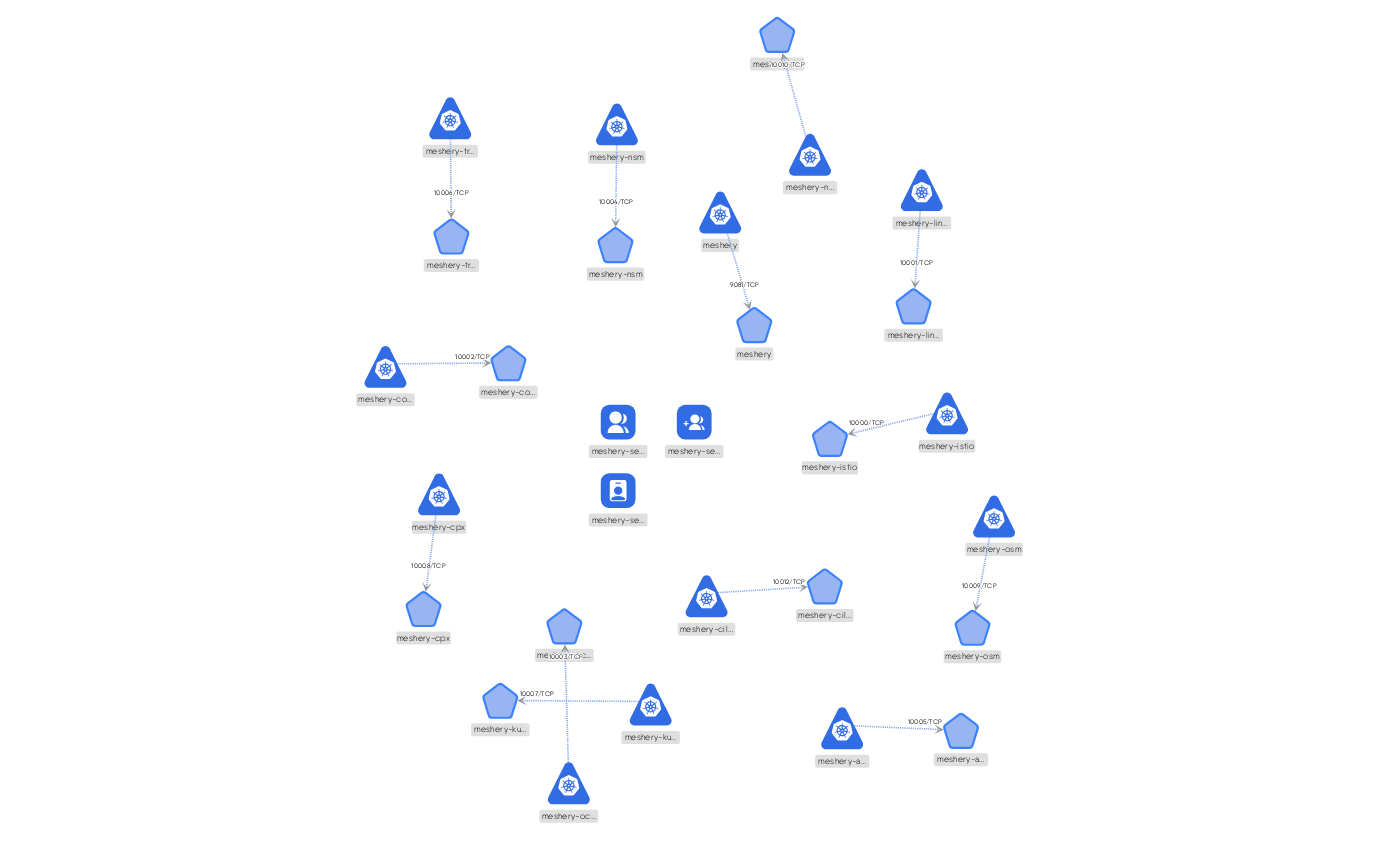 10010/TCP
meshery-tr...
meshery-nsm
meshery-n...
10006/TCP
10004/TCP
meshery-lin...
meshery
meshery-tr...
meshery-nsm
10001/TCP
9081/TCP
meshery-lin...
meshery
10002/TCP
meshery-co...
meshery-co...
10000/TCP
meshery-se...
meshery-se...
meshery-istio
meshery-istio
meshery-se...
meshery-cpx
meshery-osm
10008/TCP
10012/TCP
10009/TCP
meshery-cil...
meshery-cil...
meshery-cpx
10003/TCP
meshery-osm
10007/TCP
meshery-ku...
meshery-ku...
10005/TCP
meshery-a...
meshery-a...
meshery-oc...